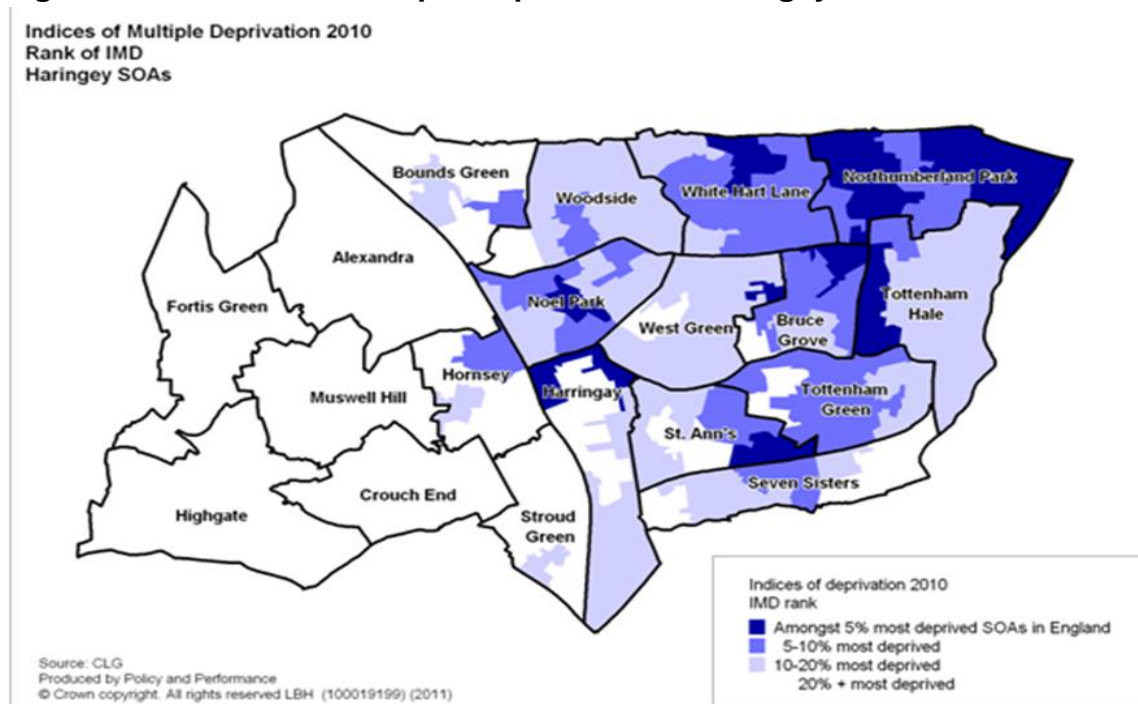 Indices of Multiple Deprivation 2010
Rank of IMD
Haringey SOAs
Bounds Green
Woodside
White Hart Lane
Northumberland Park
Alexandra
Fortis Green
Noel Park
West Green
Bruce
Grove
Tottenham
Hale
Hornsey
Muswell Hill
Harringay
Tottenham
Green
St. Ann's
Crouch End
Highgate
Stroud
Green
Seven Sisters
Indices of deprivation 2010
IMD rank
Amongst 5% most deprived SOAs in England
5-10% most deprived
10-20% most deprived
20% + most deprived
Source: CLG
Produced by Policy and Performance
© Crown copyright. All rights reserved LBH (100019199) (2011)